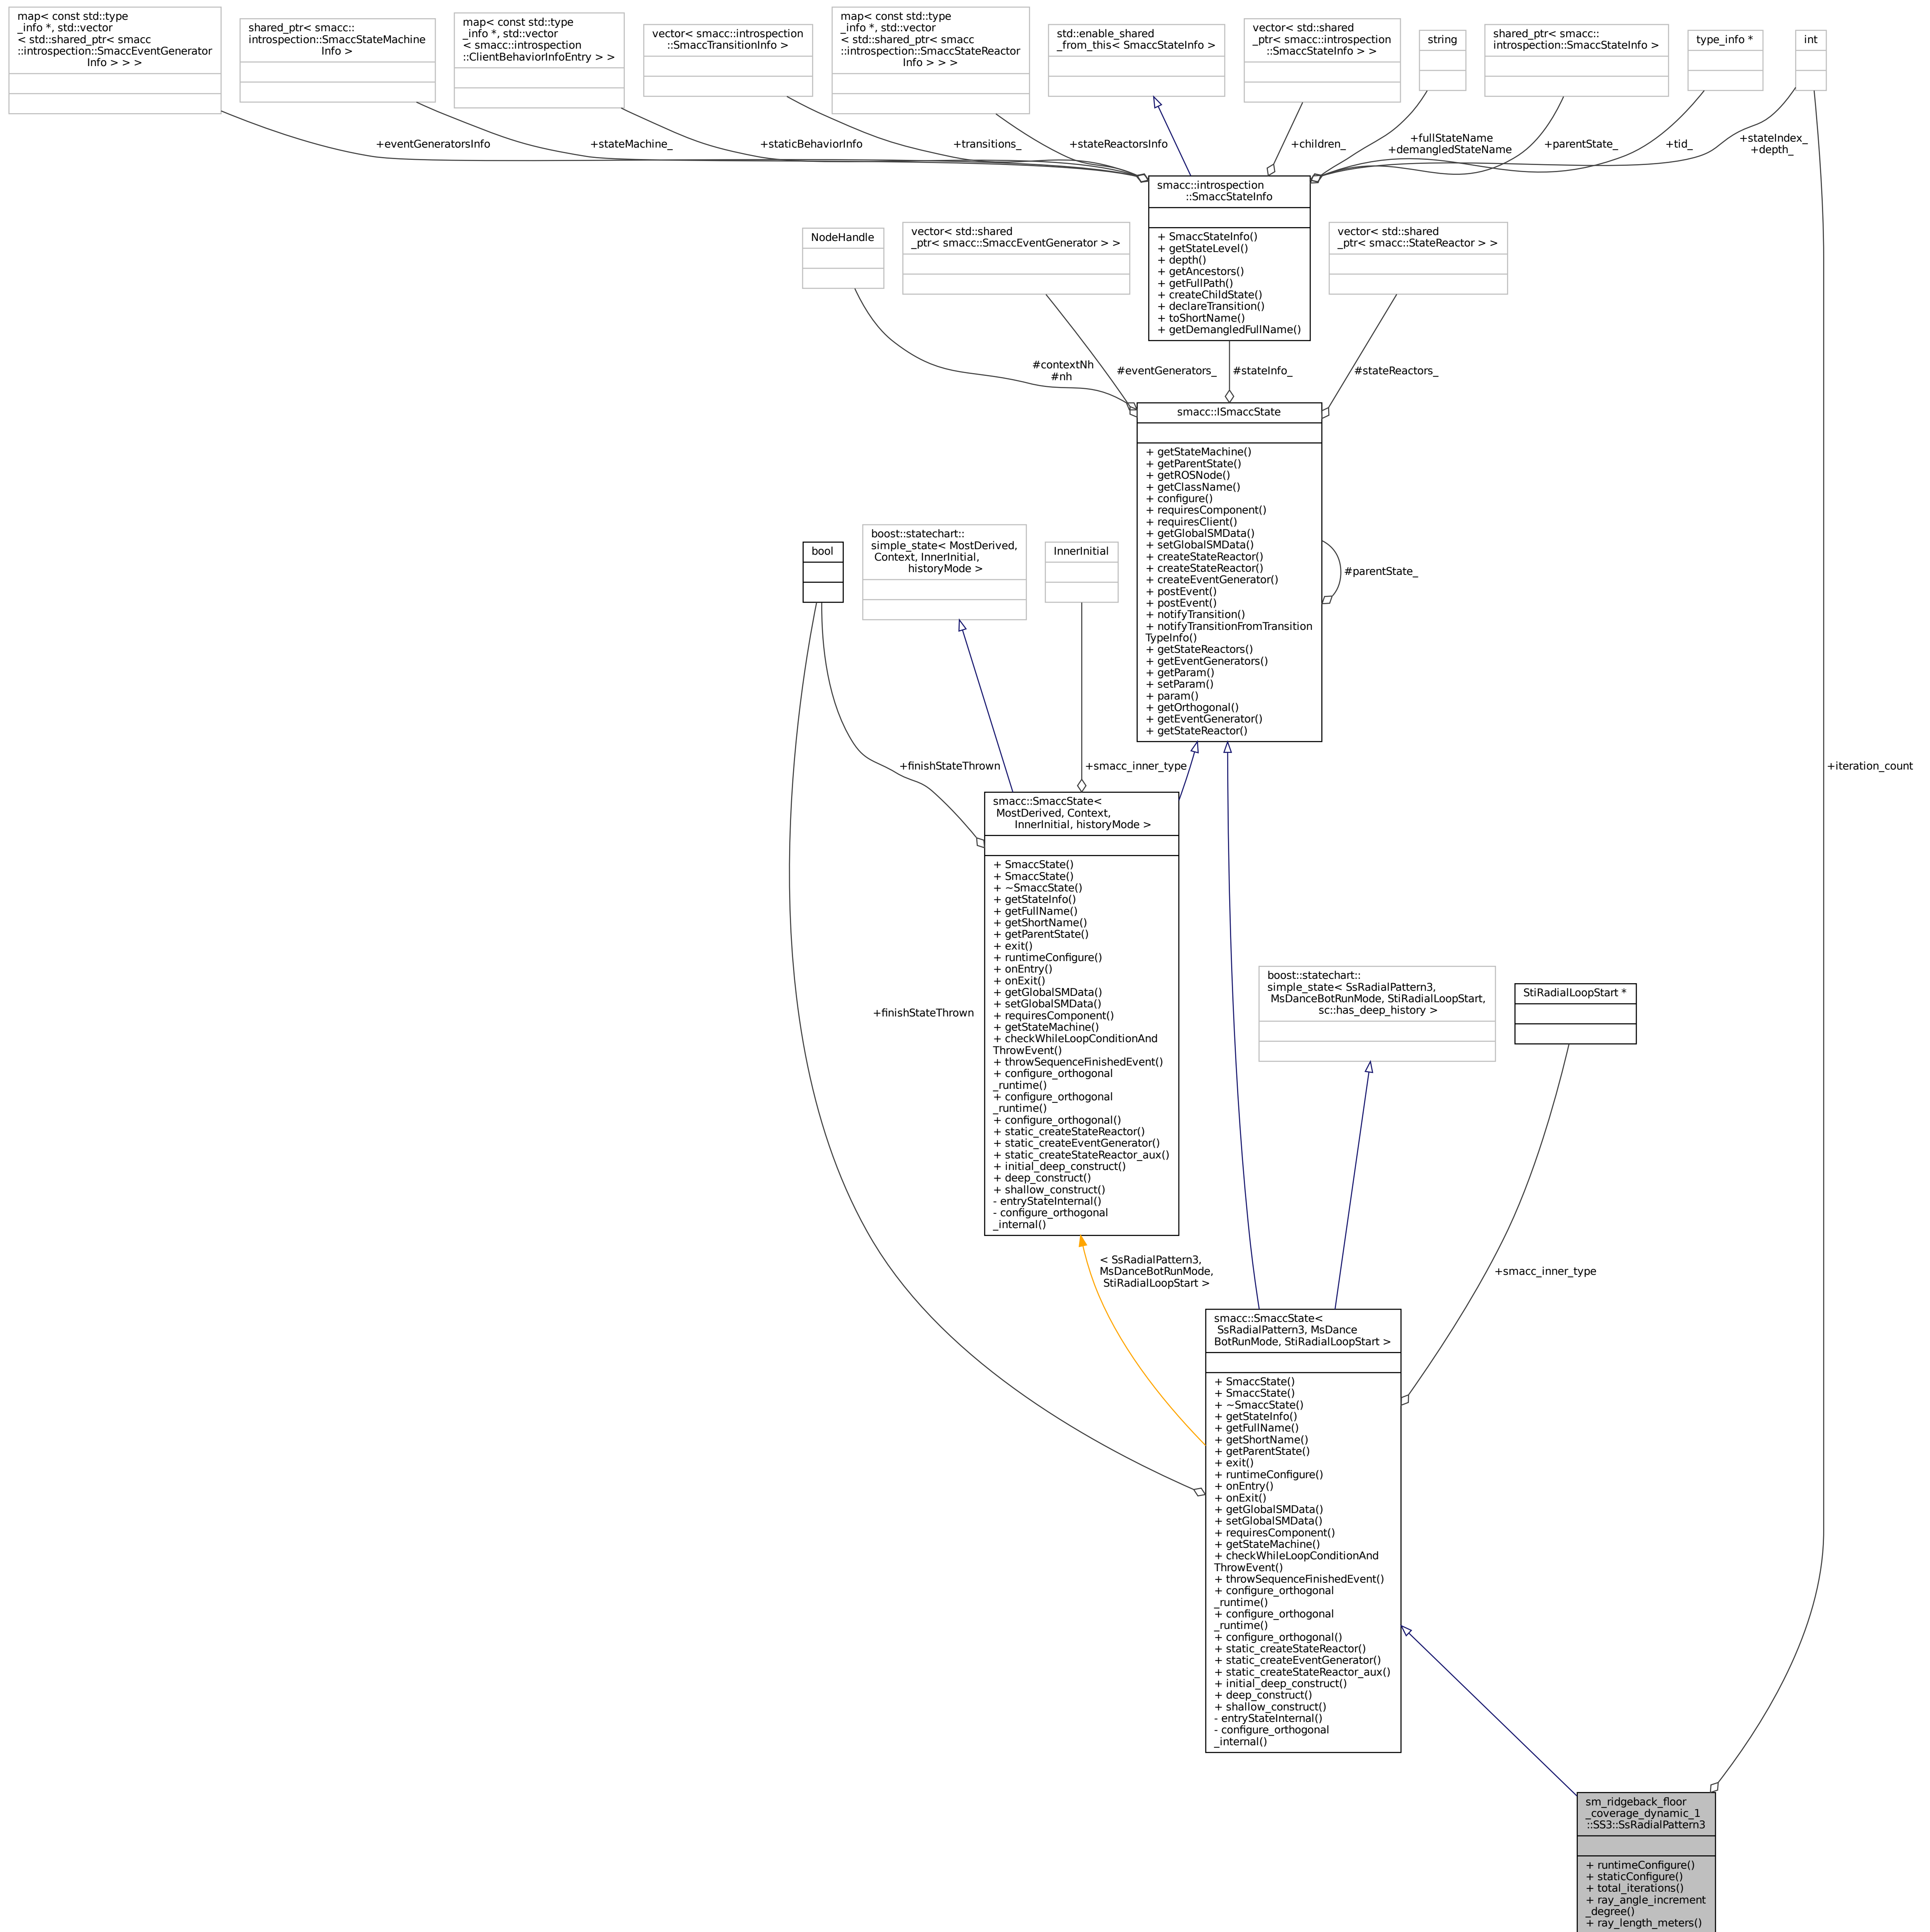 map< const std::type
_info *, std::vector
< std::shared_ptr< smacc
::introspection::SmaccEventGenerator
Info > > >
shared_ptr< smacc::
introspection::SmaccStateMachine
Info >
map< const std::type
_info *, std::vector
< smacc::introspection
::ClientBehaviorInfoEntry > >
vector< smacc::introspection
::SmaccTransitionInfo >
map< const std::type
_info *, std::vector
< std::shared_ptr< smacc
::introspection::SmaccStateReactor
Info > > >
std::enable_shared
_from_this< SmaccStateInfo >
vector< std::shared
_ptr< smacc::introspection
::SmaccStateInfo > >
string
shared_ptr< smacc::
introspection::SmaccStateInfo >
type_info *
int
+eventGeneratorsInfo
+stateMachine_
+staticBehaviorInfo
+transitions_
+stateReactorsInfo
+children_
+fullStateName
+demangledStateName
+parentState_
+tid_
+stateIndex_
+depth_
smacc::introspection
::SmaccStateInfo
+ SmaccStateInfo()
+ getStateLevel()
+ depth()
+ getAncestors()
+ getFullPath()
+ createChildState()
+ declareTransition()
+ toShortName()
+ getDemangledFullName()
NodeHandle
vector< std::shared
_ptr< smacc::SmaccEventGenerator > >
vector< std::shared
_ptr< smacc::StateReactor > >
#contextNh
#nh
#eventGenerators_
#stateInfo_
#stateReactors_
smacc::ISmaccState
+ getStateMachine()
+ getParentState()
+ getROSNode()
+ getClassName()
+ configure()
+ requiresComponent()
+ requiresClient()
+ getGlobalSMData()
+ setGlobalSMData()
+ createStateReactor()
+ createStateReactor()
+ createEventGenerator()
+ postEvent()
+ postEvent()
+ notifyTransition()
+ notifyTransitionFromTransition
TypeInfo()
+ getStateReactors()
+ getEventGenerators()
+ getParam()
+ setParam()
+ param()
+ getOrthogonal()
+ getEventGenerator()
+ getStateReactor()
#parentState_
bool
boost::statechart::
simple_state< MostDerived,
Context, InnerInitial,
historyMode >
InnerInitial
+finishStateThrown
+smacc_inner_type
+iteration_count
smacc::SmaccState<
MostDerived, Context,
InnerInitial, historyMode >
+ SmaccState()
+ SmaccState()
+ ~SmaccState()
+ getStateInfo()
+ getFullName()
+ getShortName()
+ getParentState()
+ exit()
+ runtimeConfigure()
+ onEntry()
+ onExit()
+ getGlobalSMData()
+ setGlobalSMData()
+ requiresComponent()
+ getStateMachine()
+ checkWhileLoopConditionAnd
ThrowEvent()
+ throwSequenceFinishedEvent()
+ configure_orthogonal
_runtime()
+ configure_orthogonal
_runtime()
+ configure_orthogonal()
+ static_createStateReactor()
+ static_createEventGenerator()
+ static_createStateReactor_aux()
+ initial_deep_construct()
+ deep_construct()
+ shallow_construct()
- entryStateInternal()
- configure_orthogonal
_internal()
+finishStateThrown
boost::statechart::
simple_state< SsRadialPattern3,
MsDanceBotRunMode, StiRadialLoopStart,
sc::has_deep_history >
StiRadialLoopStart *
< SsRadialPattern3,
MsDanceBotRunMode,
StiRadialLoopStart >
+smacc_inner_type
smacc::SmaccState<
SsRadialPattern3, MsDance
BotRunMode, StiRadialLoopStart >
+ SmaccState()
+ SmaccState()
+ ~SmaccState()
+ getStateInfo()
+ getFullName()
+ getShortName()
+ getParentState()
+ exit()
+ runtimeConfigure()
+ onEntry()
+ onExit()
+ getGlobalSMData()
+ setGlobalSMData()
+ requiresComponent()
+ getStateMachine()
+ checkWhileLoopConditionAnd
ThrowEvent()
+ throwSequenceFinishedEvent()
+ configure_orthogonal
_runtime()
+ configure_orthogonal
_runtime()
+ configure_orthogonal()
+ static_createStateReactor()
+ static_createEventGenerator()
+ static_createStateReactor_aux()
+ initial_deep_construct()
+ deep_construct()
+ shallow_construct()
- entryStateInternal()
- configure_orthogonal
_internal()
sm_ridgeback_floor
_coverage_dynamic_1
::SS3::SsRadialPattern3
+ runtimeConfigure()
+ staticConfigure()
+ total_iterations()
+ ray_angle_increment
_degree()
+ ray_length_meters()